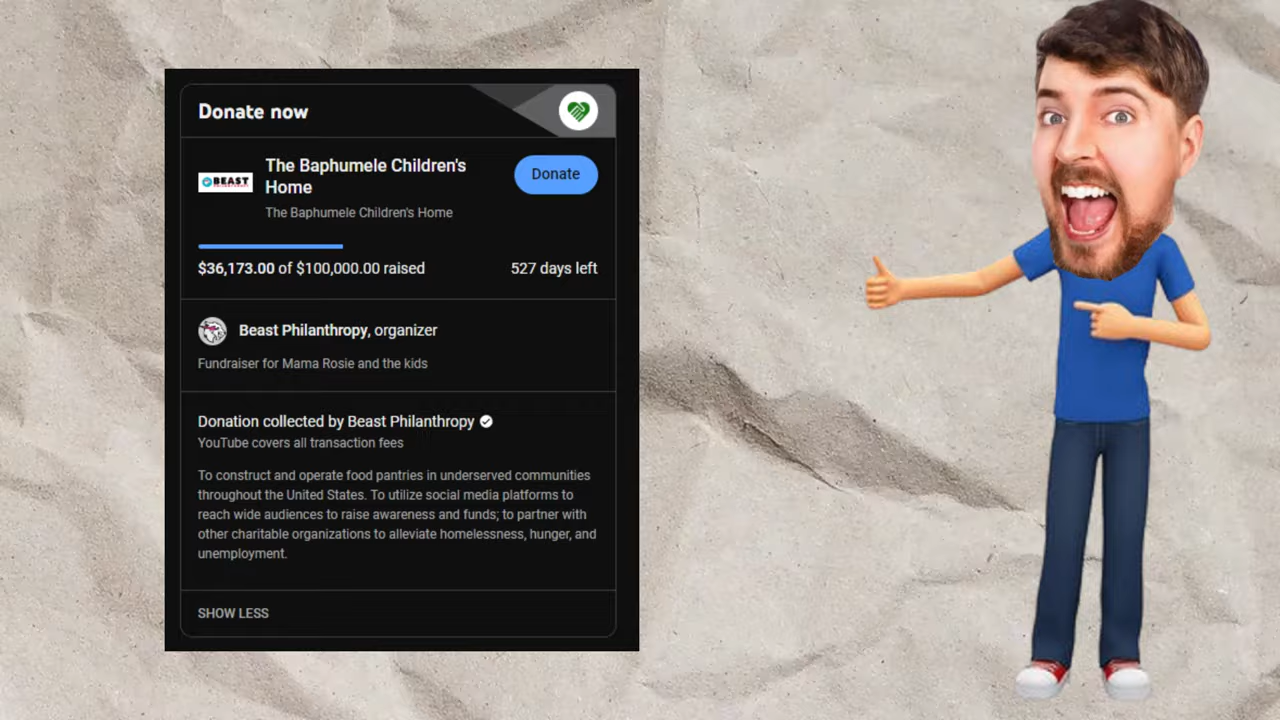 Donate now
BEAST
The Baphumele Children's
Home
Donate
The Baphumele Children's Home
$36,173.00 of $100,000.00 raised
527 days left
Beast Philanthropy, organizer
Fundraiser for Mama Rosie and the kids
Donation collected by Beast Philanthropy
YouTube covers all transaction fees
To construct and operate food pantries in underserved communities
throughout the United States. To utilize social media platforms to
reach wide audiences to raise awareness and funds; to partner with
other charitable organizations to alleviate homelessness, hunger, and
unemployment.
SHOW LESS